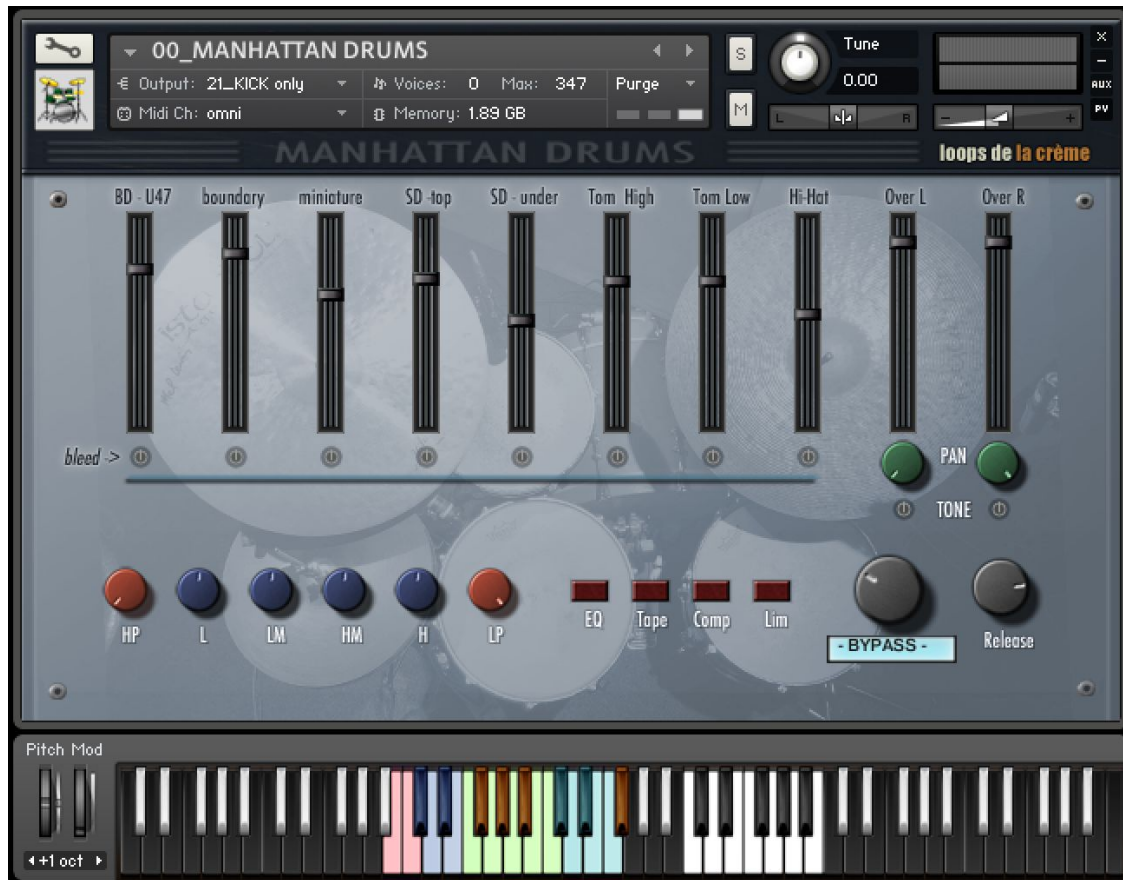 00_MANHATTAN DRUMS
Output: 21_KICK only
Voices: 0 Max: 347
Purge
Midi Ch: omni
Memory: 1.89 GB
S
M
Tune
0.00
L R
- +
×
-
AUX
PV
MANHATTAN DRUMS
loops de la crème
BD - U47 boundary miniature SD -top SD - under Tom High Tom Low Hi-Hat Over L Over R
bleed ->
PAN
TONE
HP L LM HM H LP EQ Tape Comp Lim
- BYPASS -
Release
Pitch Mod
+1 oct